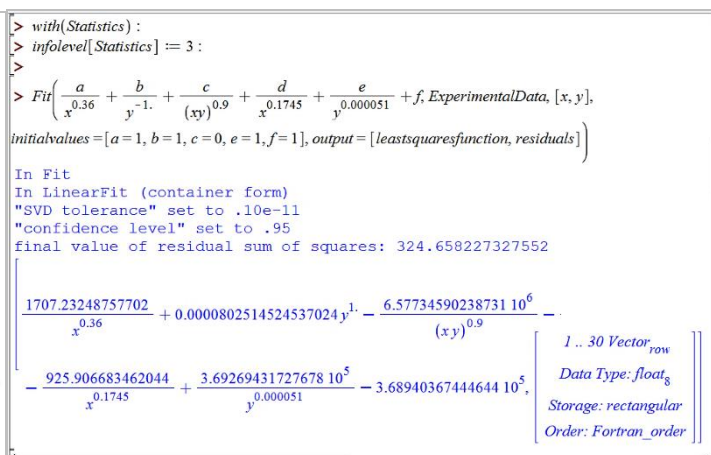 > with(Statistics) :
> infolevel[Statistics] := 3 :
>
> Fit( a/x^0.36 + b/y^-1. + c/(xy)^0.9 + d/x^0.1745 + e/y^0.000051 + f, ExperimentalData, [x, y],
initialvalues = [a = 1, b = 1, c = 0, e = 1, f = 1], output = [leastsquaresfunction, residuals] )
In Fit
In LinearFit (container form)
"SVD tolerance" set to .10e-11
"confidence level" set to .95
final value of residual sum of squares: 324.658227327552
[ 1707.23248757702/x^0.36 + 0.0000802514524537024 y^1. - 6.57734590238731 10^6/(x y)^0.9 -
- 925.906683462044/x^0.1745 + 3.69269431727678 10^5/y^0.000051 - 3.68940367444644 10^5,
[ 1 .. 30 Vector_row
Data Type: float_8
Storage: rectangular
Order: Fortran_order ] ]